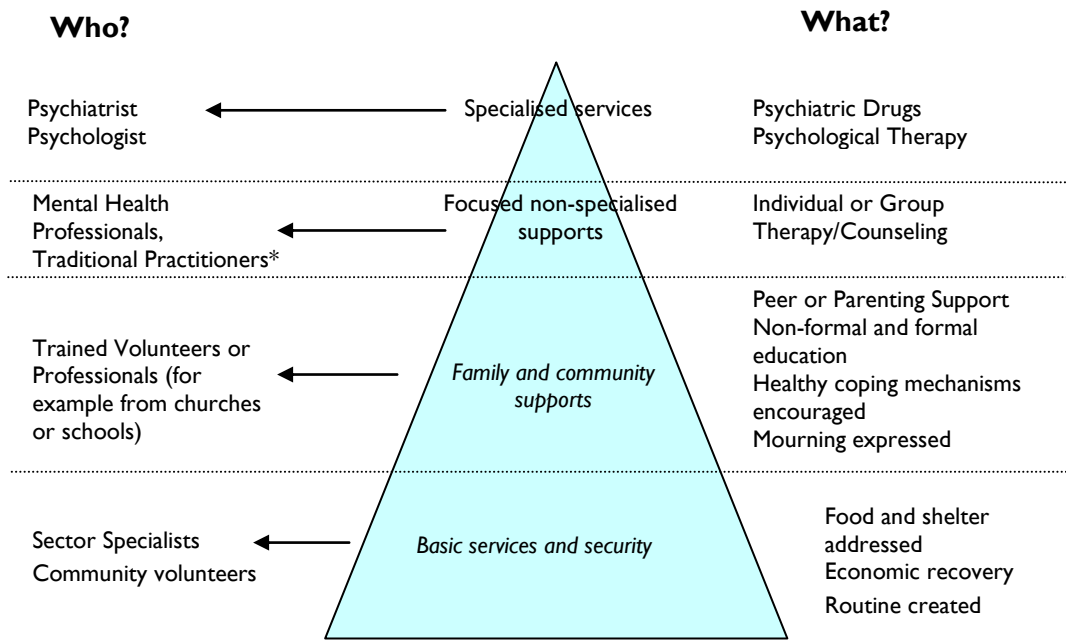 Who?
What?
Psychiatrist
Psychologist
Specialised services
Psychiatric Drugs
Psychological Therapy
Mental Health
Professionals,
Traditional Practitioners*
Focused non-specialised
supports
Individual or Group
Therapy/Counseling
Trained Volunteers or
Professionals (for
example from churches
or schools)
Family and community
supports
Peer or Parenting Support
Non-formal and formal
education
Healthy coping mechanisms
encouraged
Mourning expressed
Sector Specialists
Community volunteers
Basic services and security
Food and shelter
addressed
Economic recovery
Routine created